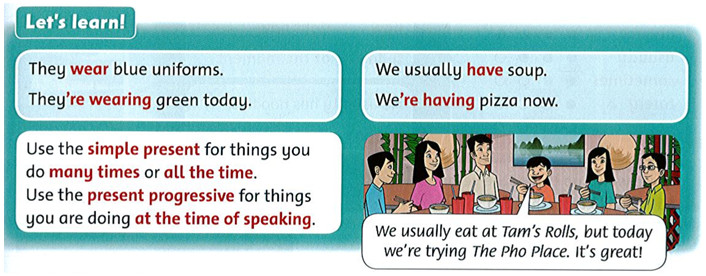 Let's learn!
They wear blue uniforms.
They're wearing green today.
We usually have soup.
We're having pizza now.
Use the simple present for things you
do many times or all the time.
Use the present progressive for things
you are doing at the time of speaking.
We usually eat at Tam's Rolls, but today
we're trying The Pho Place. It's great!